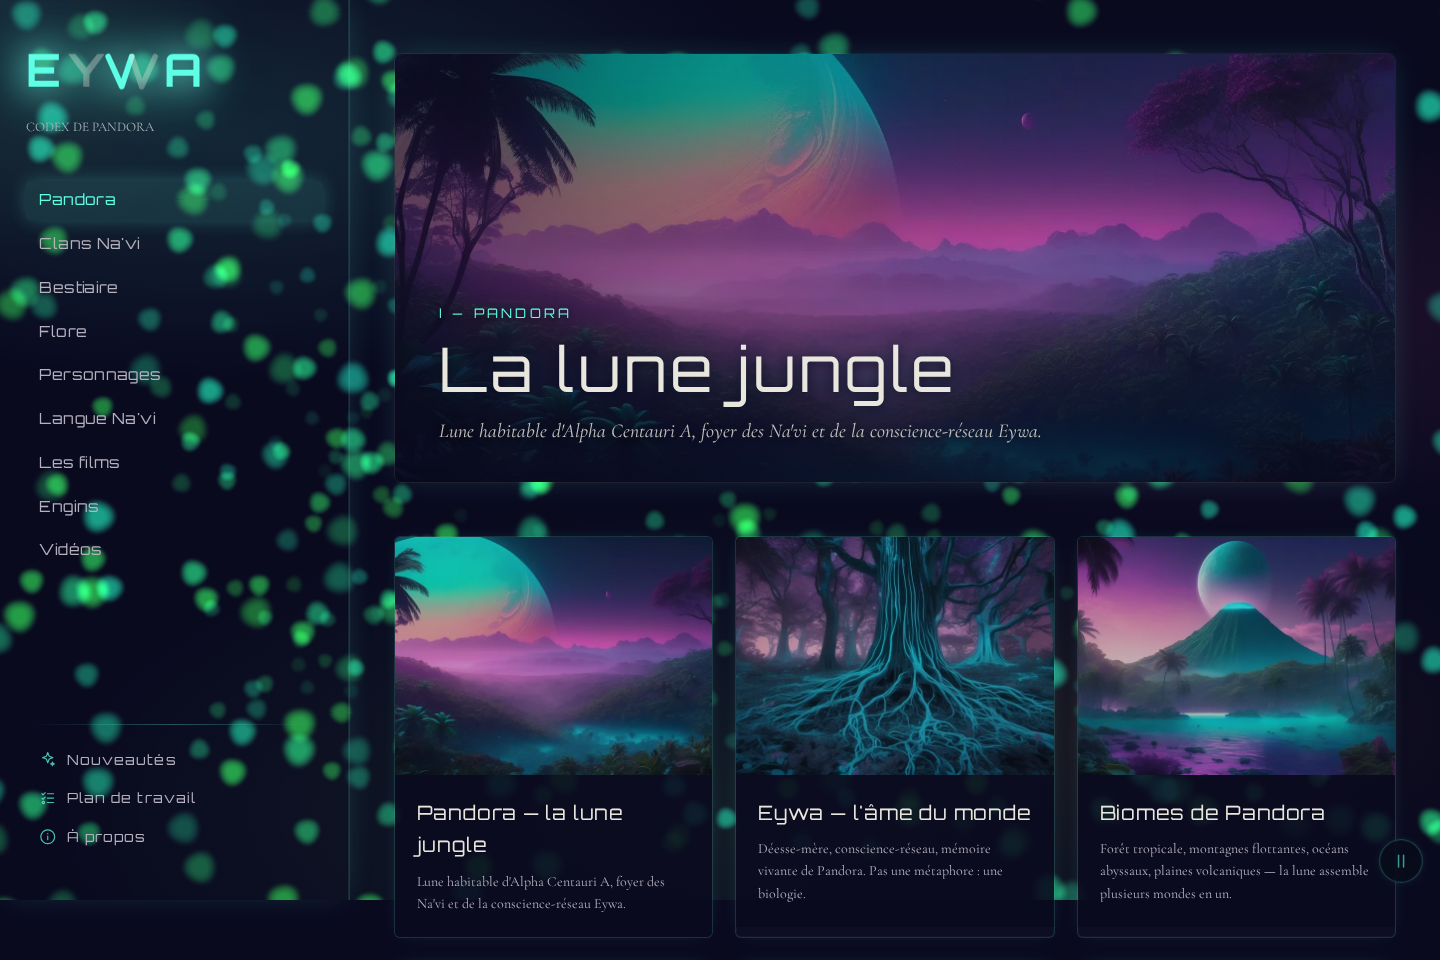 EYWA
CODEX DE PANDORA
Pandora
Clans Na'vi
Bestiaire
Flore
Personnages
Langue Na'vi
Les films
Engins
Vidéos
Nouveautés
Plan de travail
À propos
I — PANDORA
La lune jungle
Lune habitable d'Alpha Centauri A, foyer des Na'vi et de la conscience-réseau Eywa.
Pandora — la lune
jungle
Lune habitable d'Alpha Centauri A, foyer des
Na'vi et de la conscience-réseau Eywa.
Eywa — l'âme du monde
Déesse-mère, conscience-réseau, mémoire
vivante de Pandora. Pas une métaphore : une
biologie.
Biomes de Pandora
Forêt tropicale, montagnes flottantes, océans
abyssaux, plaines volcaniques — la lune assemble
plusieurs mondes en un.